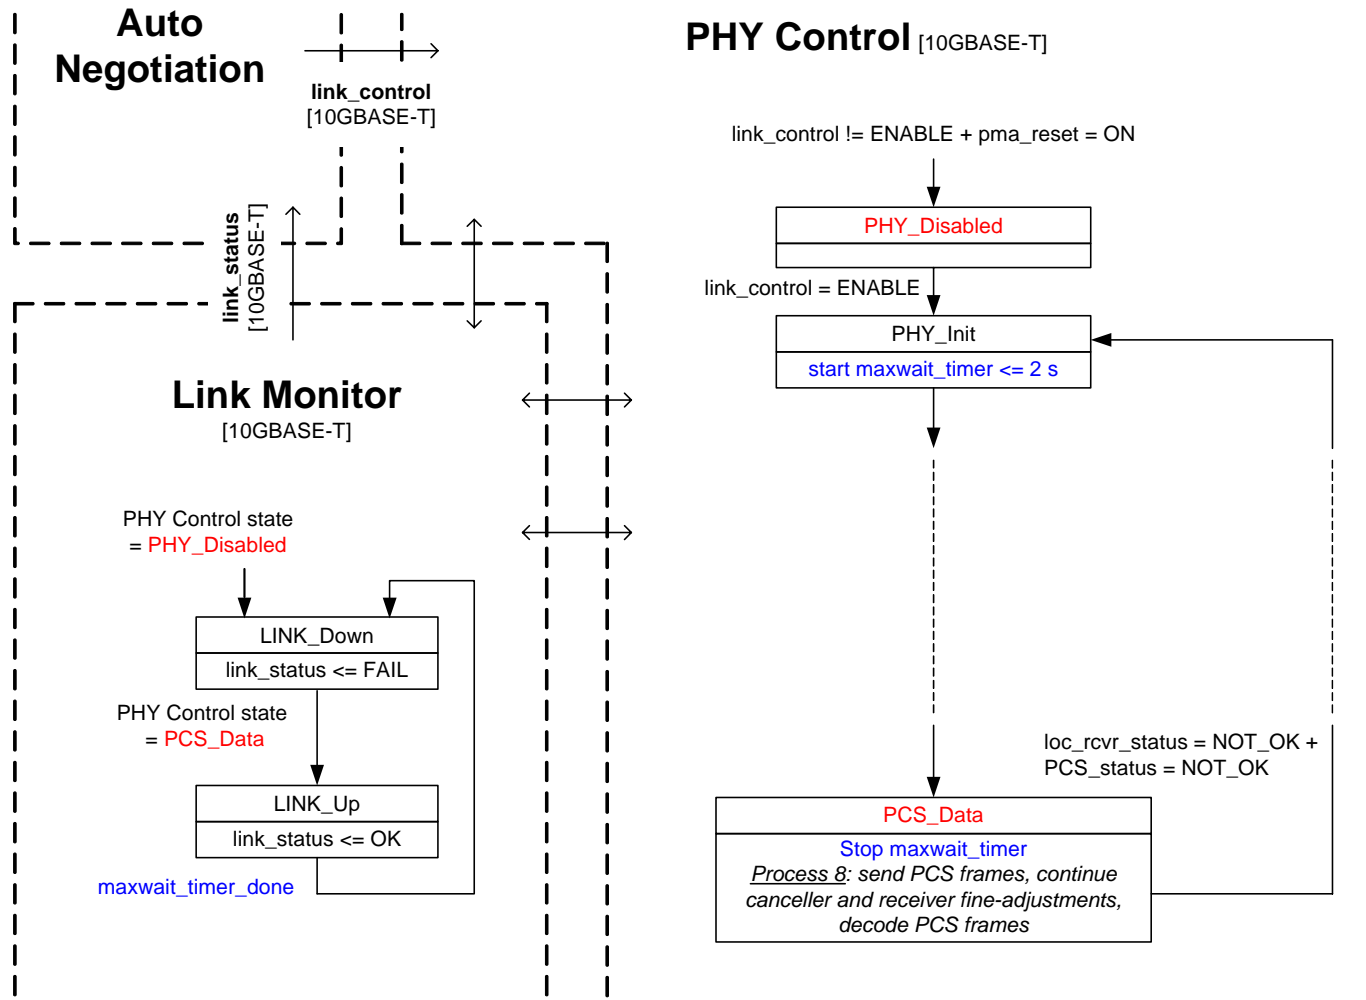 Auto
Negotiation
link_control
[10GBASE-T]
link_status
[10GBASE-T]
Link Monitor
[10GBASE-T]
PHY Control state
= PHY_Disabled
LINK_Down
link_status <= FAIL
PHY Control state
= PCS_Data
LINK_Up
link_status <= OK
maxwait_timer_done
PHY Control [10GBASE-T]
link_control != ENABLE + pma_reset = ON
PHY_Disabled
link_control = ENABLE
PHY_Init
start maxwait_timer <= 2 s
loc_rcvr_status = NOT_OK +
PCS_status = NOT_OK
PCS_Data
Stop maxwait_timer
Process 8: send PCS frames, continue
canceller and receiver fine-adjustments,
decode PCS frames